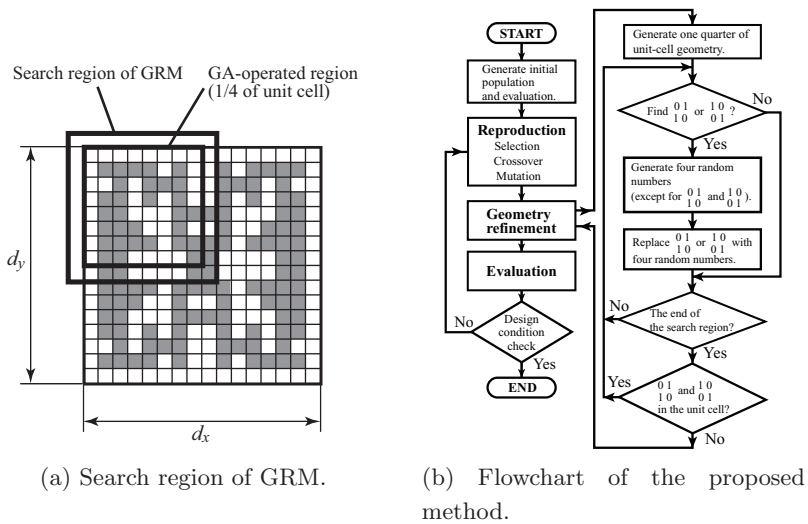 Search region of GRM
GA-operated region
(1/4 of unit cell)
dy
dx
(a) Search region of GRM.
START
Generate initial
population
and evaluation.
Reproduction
Selection
Crossover
Mutation
Geometry
refinement
Evaluation
No
Design
condition
check
Yes
END
Generate one quarter of
unit-cell geometry.
No
Find 0 1 1 0 or 1 0 0 1 ?
Yes
Generate four random
numbers
(except for 0 1 1 0 and 1 0 0 1 ).
Replace 0 1 1 0 or 1 0 0 1 with
four random numbers.
No
The end of
the search region?
Yes
Yes
0 1 1 0 and 1 0 0 1
in the unit cell?
No
(b) Flowchart of the proposed
method.